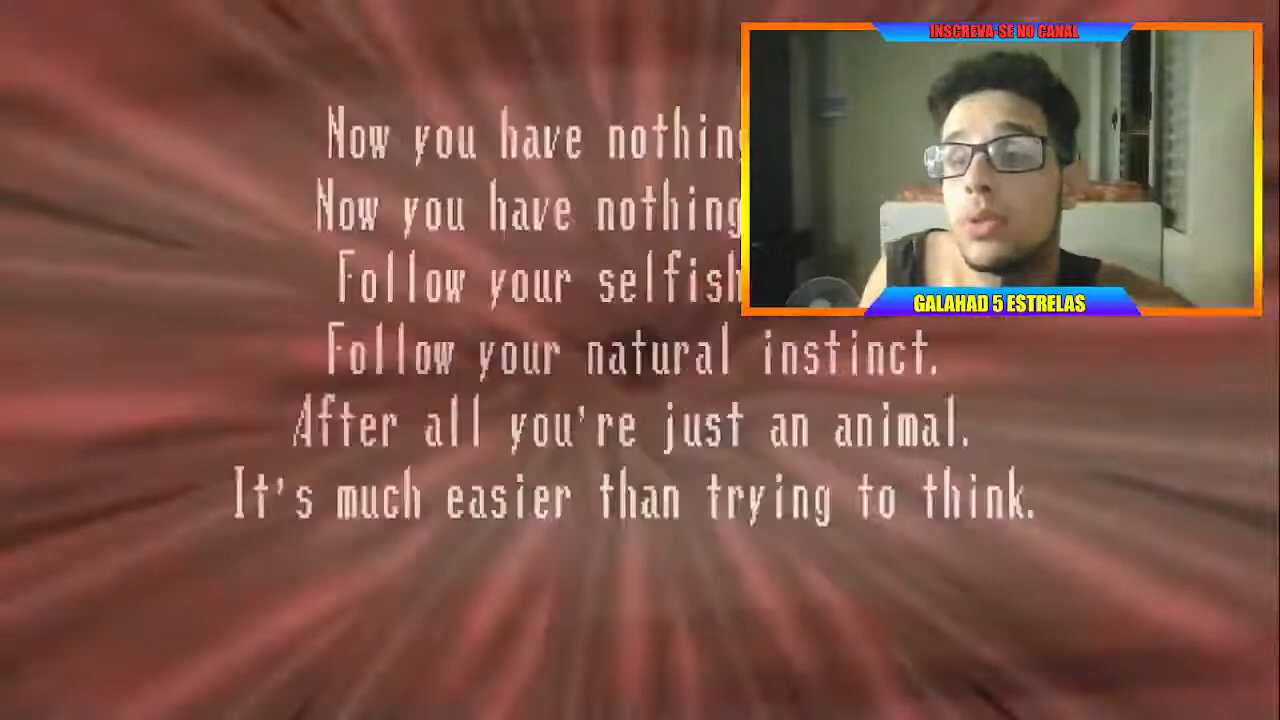 INSCREVA-SE NO CANAL
Now you have nothing
Now you have nothing
Follow your selfish
GALAHAD 5 ESTRELAS
Follow your natural instinct.
After all you're just an animal.
It's much easier than trying to think.